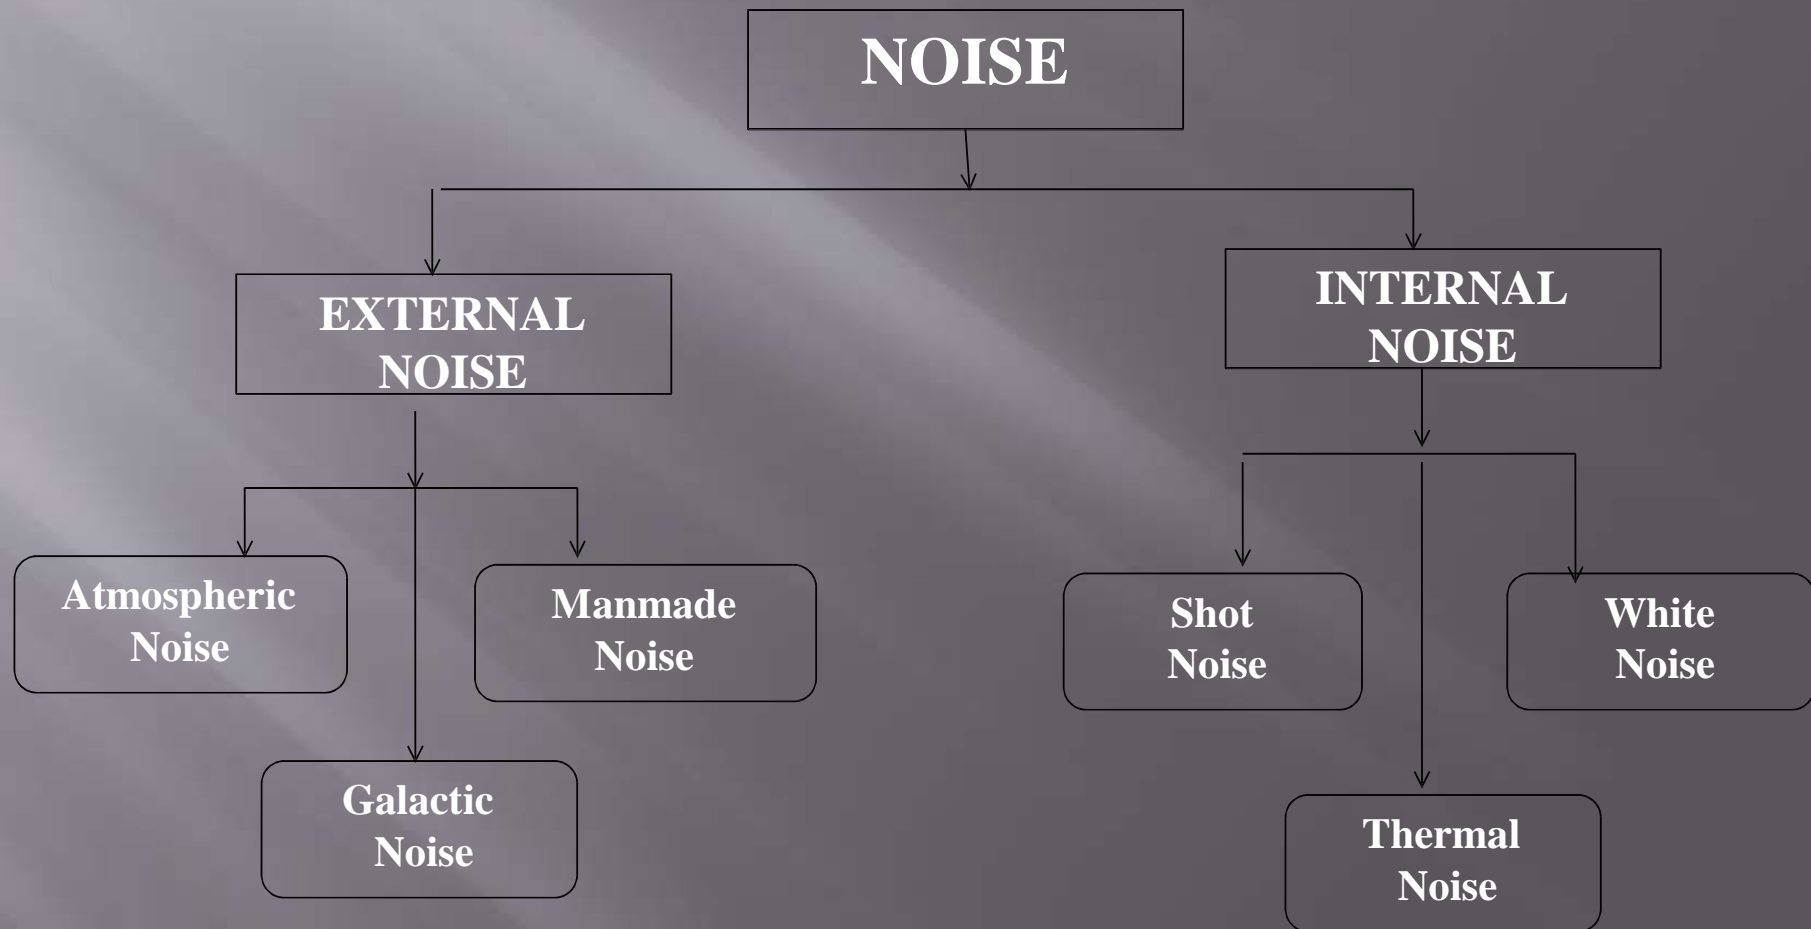 NOISE
EXTERNAL
NOISE
INTERNAL
NOISE
Atmospheric
Noise
Manmade
Noise
Galactic
Noise
Shot
Noise
White
Noise
Thermal
Noise